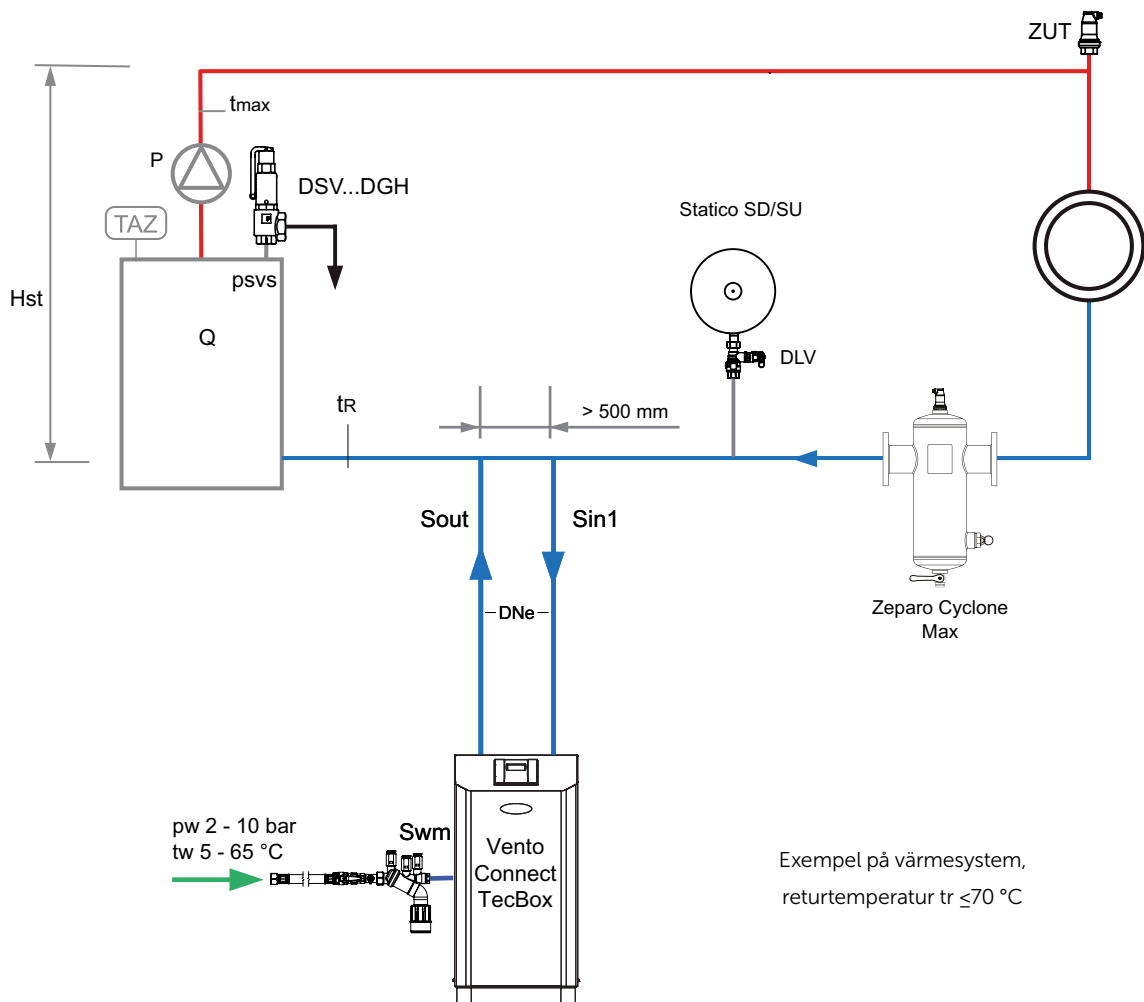 ZUT
tmax
P
DSV...DGH
TAZ
Statico SD/SU
psvs
Hst
Q
DLV
tR
> 500 mm
Sout
Sin1
DNe
Zeparo Cyclone
Max
pw 2 - 10 bar
tw 5 - 65 °C
Swm
Vento
Connect
TecBox
Exempel på värmesystem,
returtemperatur tr ≤70 °C